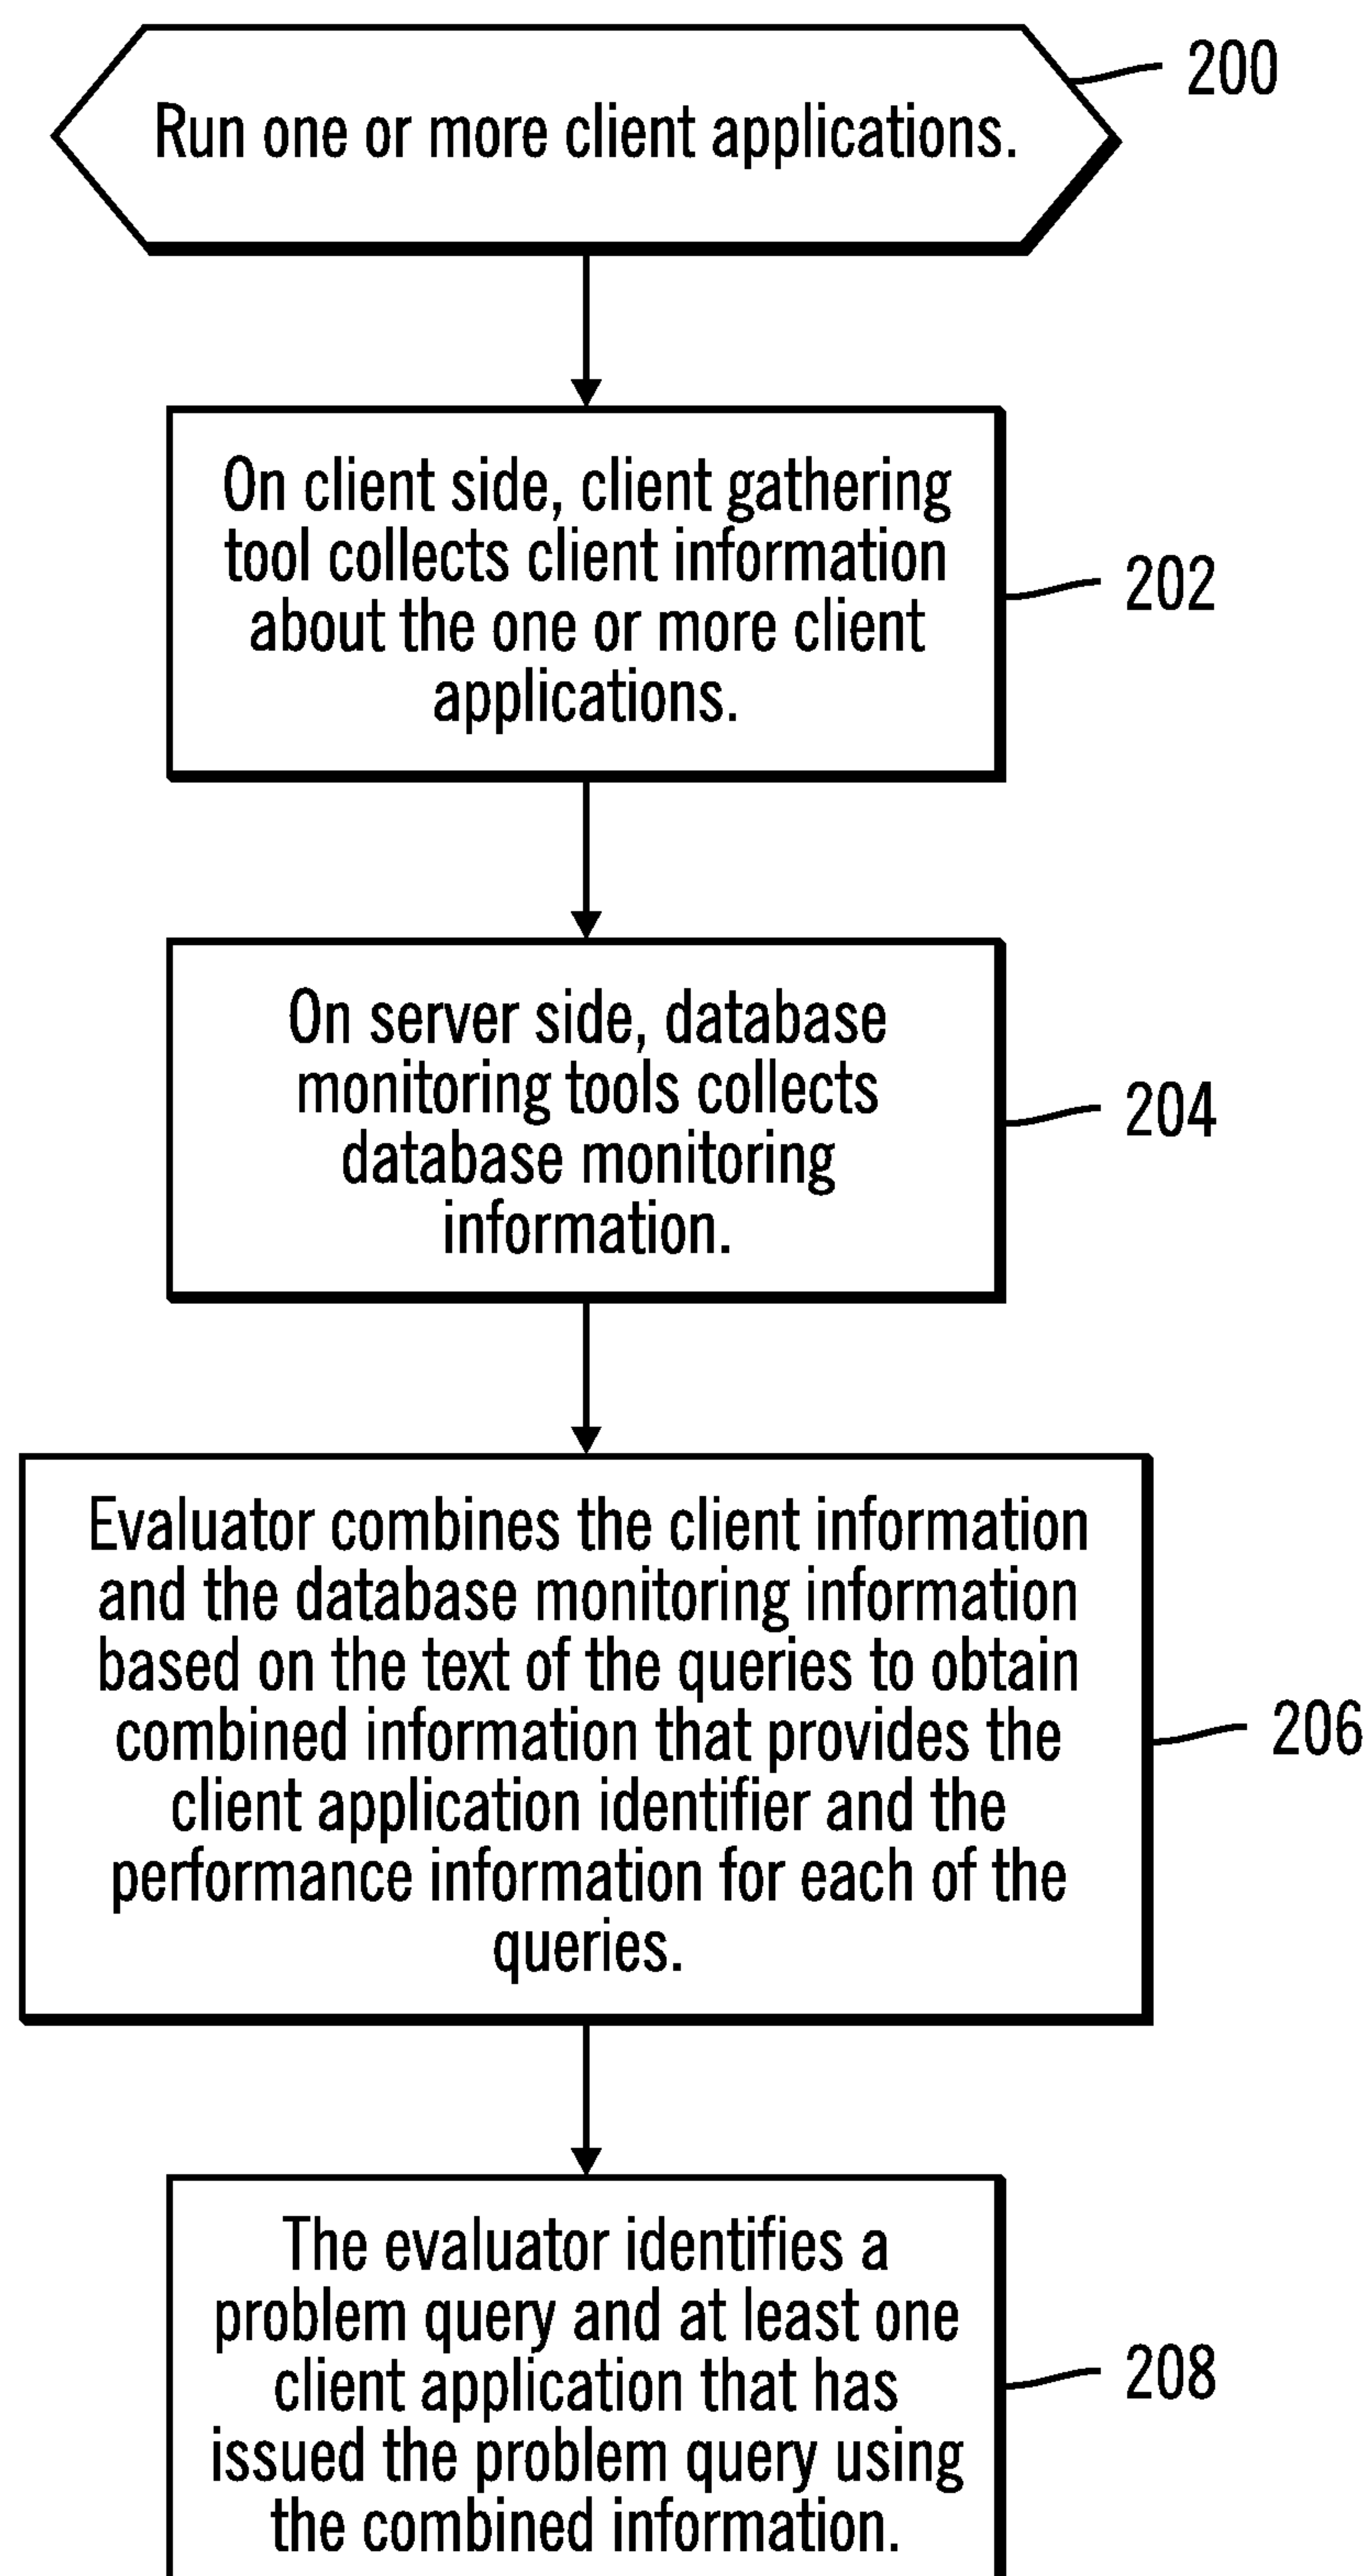 Run one or more client applications.
200
On client side, client gathering
tool collects client information
about the one or more client
applications.
202
On server side, database
monitoring tools collects
database monitoring
information.
204
Evaluator combines the client information
and the database monitoring information
based on the text of the queries to obtain
combined information that provides the
client application identifier and the
performance information for each of the
queries.
206
The evaluator identifies a
problem query and at least one
client application that has
issued the problem query using
the combined information.
208